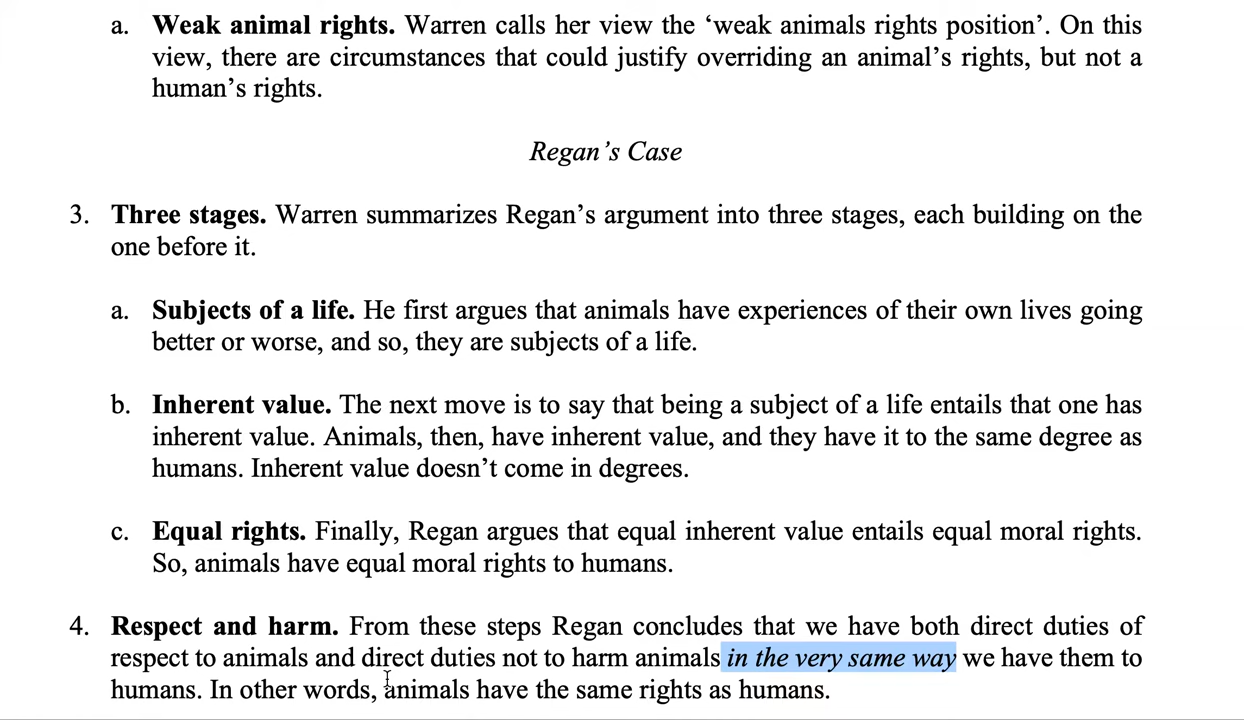 a. Weak animal rights. Warren calls her view the ‘weak animals rights position’. On this
view, there are circumstances that could justify overriding an animal’s rights, but not a
human’s rights.
Regan’s Case
3. Three stages. Warren summarizes Regan’s argument into three stages, each building on the
one before it.
a. Subjects of a life. He first argues that animals have experiences of their own lives going
better or worse, and so, they are subjects of a life.
b. Inherent value. The next move is to say that being a subject of a life entails that one has
inherent value. Animals, then, have inherent value, and they have it to the same degree as
humans. Inherent value doesn’t come in degrees.
c. Equal rights. Finally, Regan argues that equal inherent value entails equal moral rights.
So, animals have equal moral rights to humans.
4. Respect and harm. From these steps Regan concludes that we have both direct duties of
respect to animals and direct duties not to harm animals in the very same way we have them to
humans. In other words, animals have the same rights as humans.